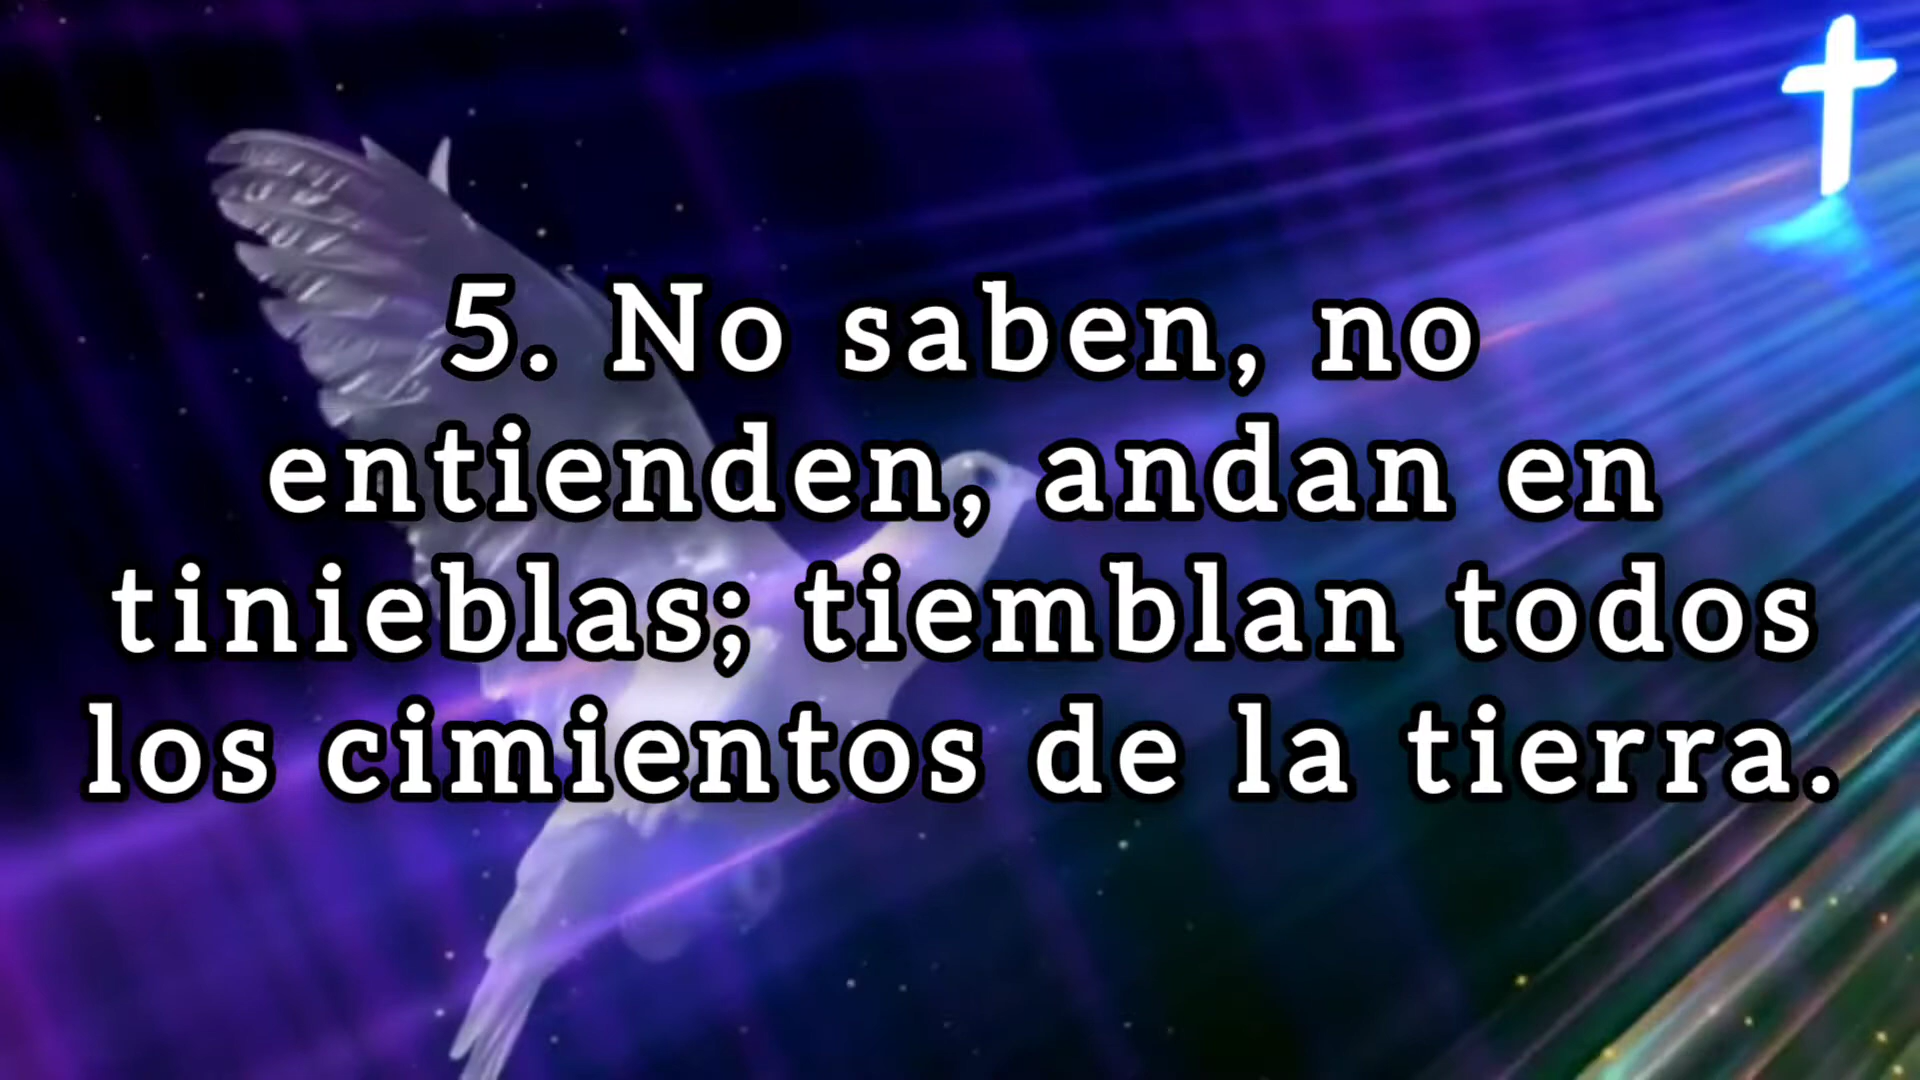 5. No saben, no
entienden, andan en
tinieblas; tiemblan todos
los cimientos de la tierra.